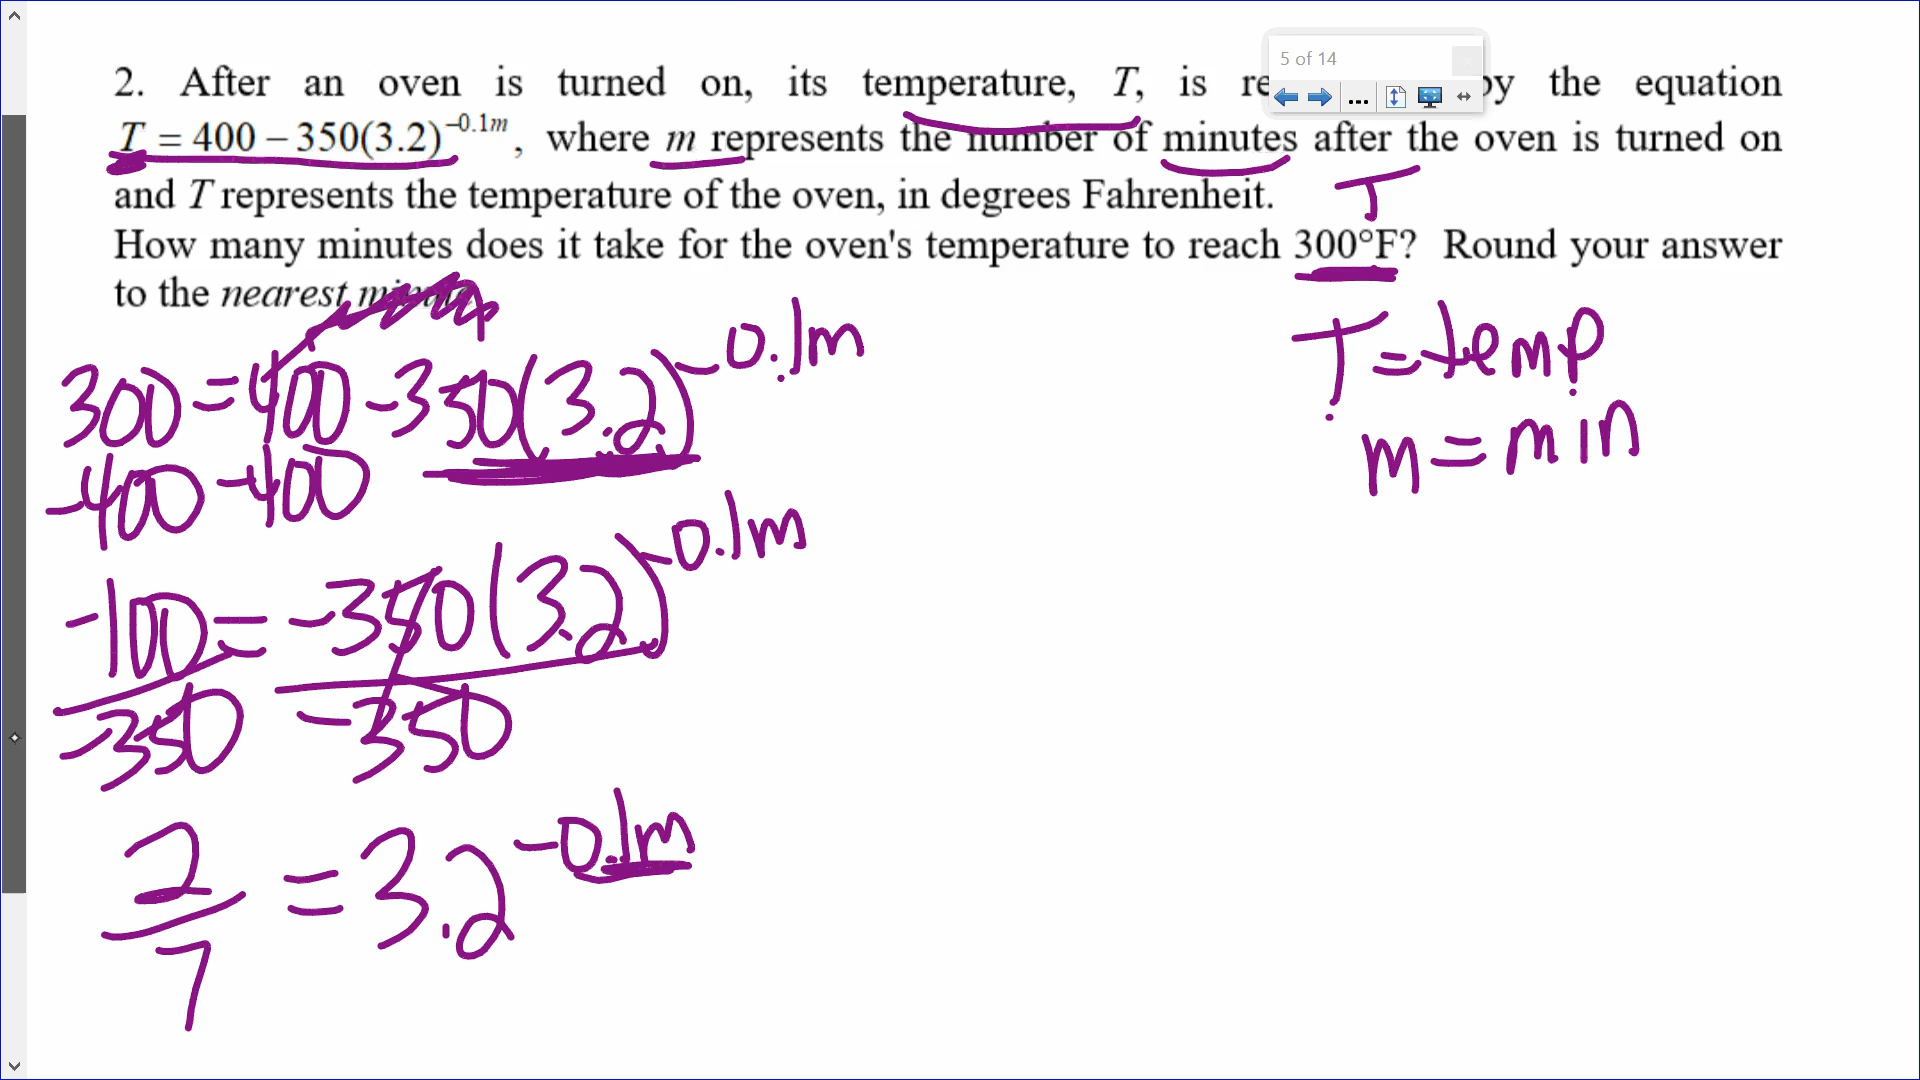 5 of 14
2. After an oven is turned on, its temperature, T, is re by the equation
T = 400 – 350(3.2)^–0.1m, where m represents the number of minutes after the oven is turned on
and T represents the temperature of the oven, in degrees Fahrenheit.
T
How many minutes does it take for the oven's temperature to reach 300°F? Round your answer
to the nearest
300 = 400 - 350(3.2)^-0.1m
T = temp
-400 -400
m = min
-100 = -350(3.2)^-0.1m
-350 -350
2/7 = 3.2^-0.1m